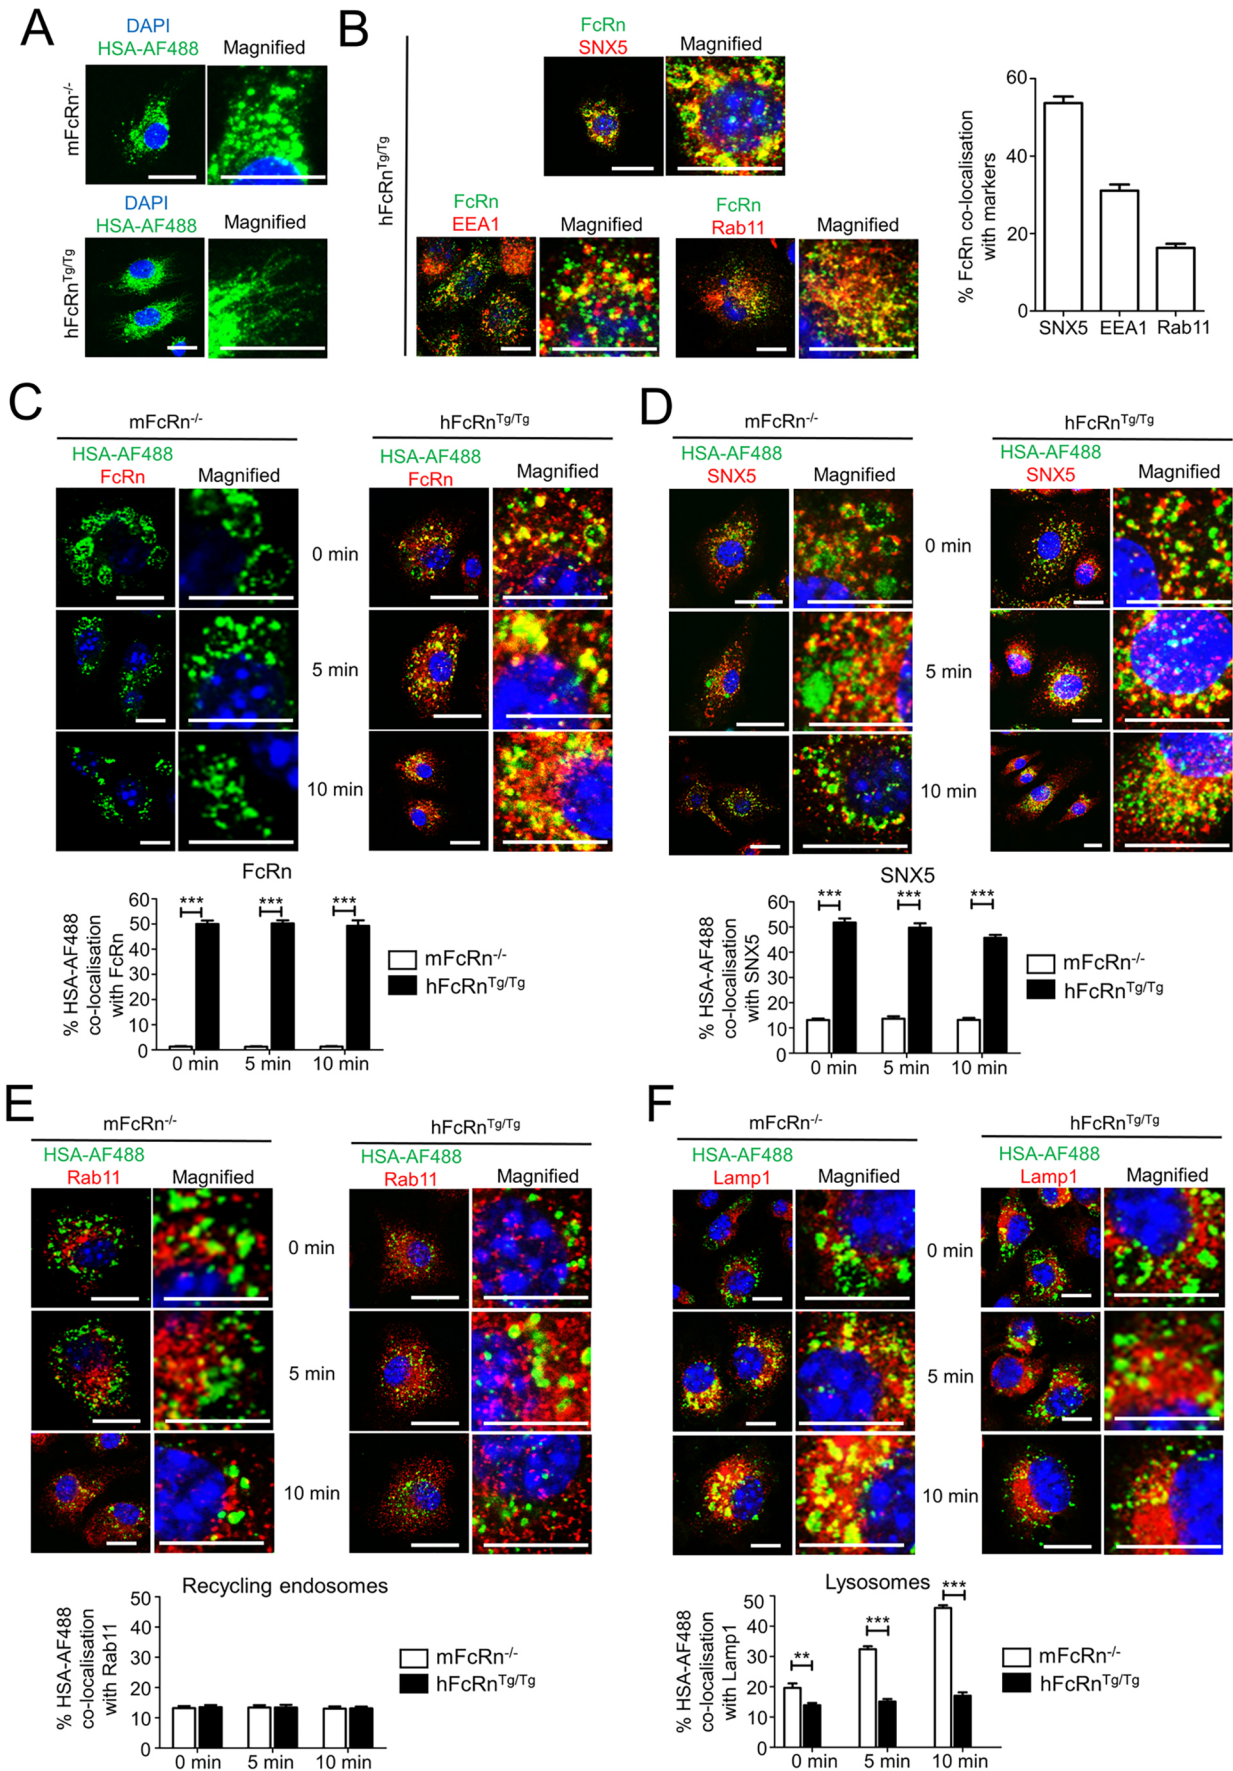 A
DAPI
HSA-AF488
Magnified
mFcRn-/-
DAPI
HSA-AF488
Magnified
hFcRnTg/Tg
B
hFcRnTg/Tg
FcRn
SNX5
Magnified
FcRn
EEA1
Magnified
FcRn
Rab11
Magnified
% FcRn co-localisation
with markers
60
40
20
0
SNX5 EEA1 Rab11
C
mFcRn-/-
HSA-AF488
FcRn
Magnified
hFcRnTg/Tg
HSA-AF488
FcRn
Magnified
0 min
5 min
10 min
FcRn
% HSA-AF488
co-localisation
with FcRn
60
50
40
30
20
10
0
***
***
***
0 min 5 min 10 min
mFcRn-/-
hFcRnTg/Tg
D
mFcRn-/-
HSA-AF488
SNX5
Magnified
hFcRnTg/Tg
HSA-AF488
SNX5
Magnified
0 min
5 min
10 min
SNX5
% HSA-AF488
co-localisation
with SNX5
60
50
40
30
20
10
0
***
***
***
0 min 5 min 10 min
mFcRn-/-
hFcRnTg/Tg
E
mFcRn-/-
HSA-AF488
Rab11
Magnified
hFcRnTg/Tg
HSA-AF488
Rab11
Magnified
0 min
5 min
10 min
Recycling endosomes
% HSA-AF488
co-localisation
with Rab11
50
40
30
20
10
0
0 min 5 min 10 min
mFcRn-/-
hFcRnTg/Tg
F
mFcRn-/-
HSA-AF488
Lamp1
Magnified
hFcRnTg/Tg
HSA-AF488
Lamp1
Magnified
0 min
5 min
10 min
Lysosomes
% HSA-AF488
co-localisation
with Lamp1
50
40
30
20
10
0
**
***
***
0 min 5 min 10 min
mFcRn-/-
hFcRnTg/Tg